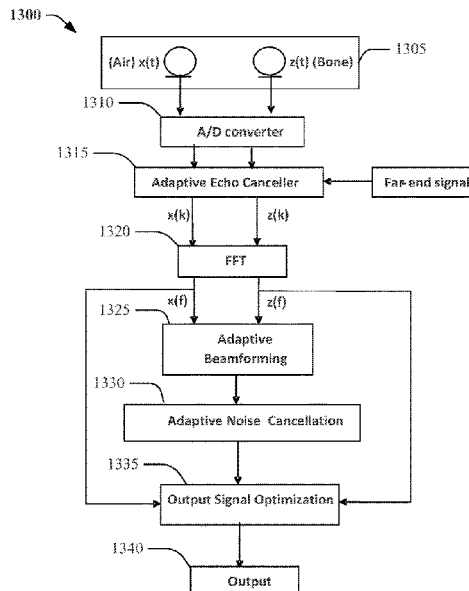 1300
1305
(Air) x(t) z(t) (Bone)
1310
A/D converter
1315
Adaptive Echo Canceller Far-end signal
x(k) z(k)
1320
FFT
x(f) z(f)
1325
Adaptive
Beamforming
1330
Adaptive Noise Cancellation
1335
Output Signal Optimization
1340
Output